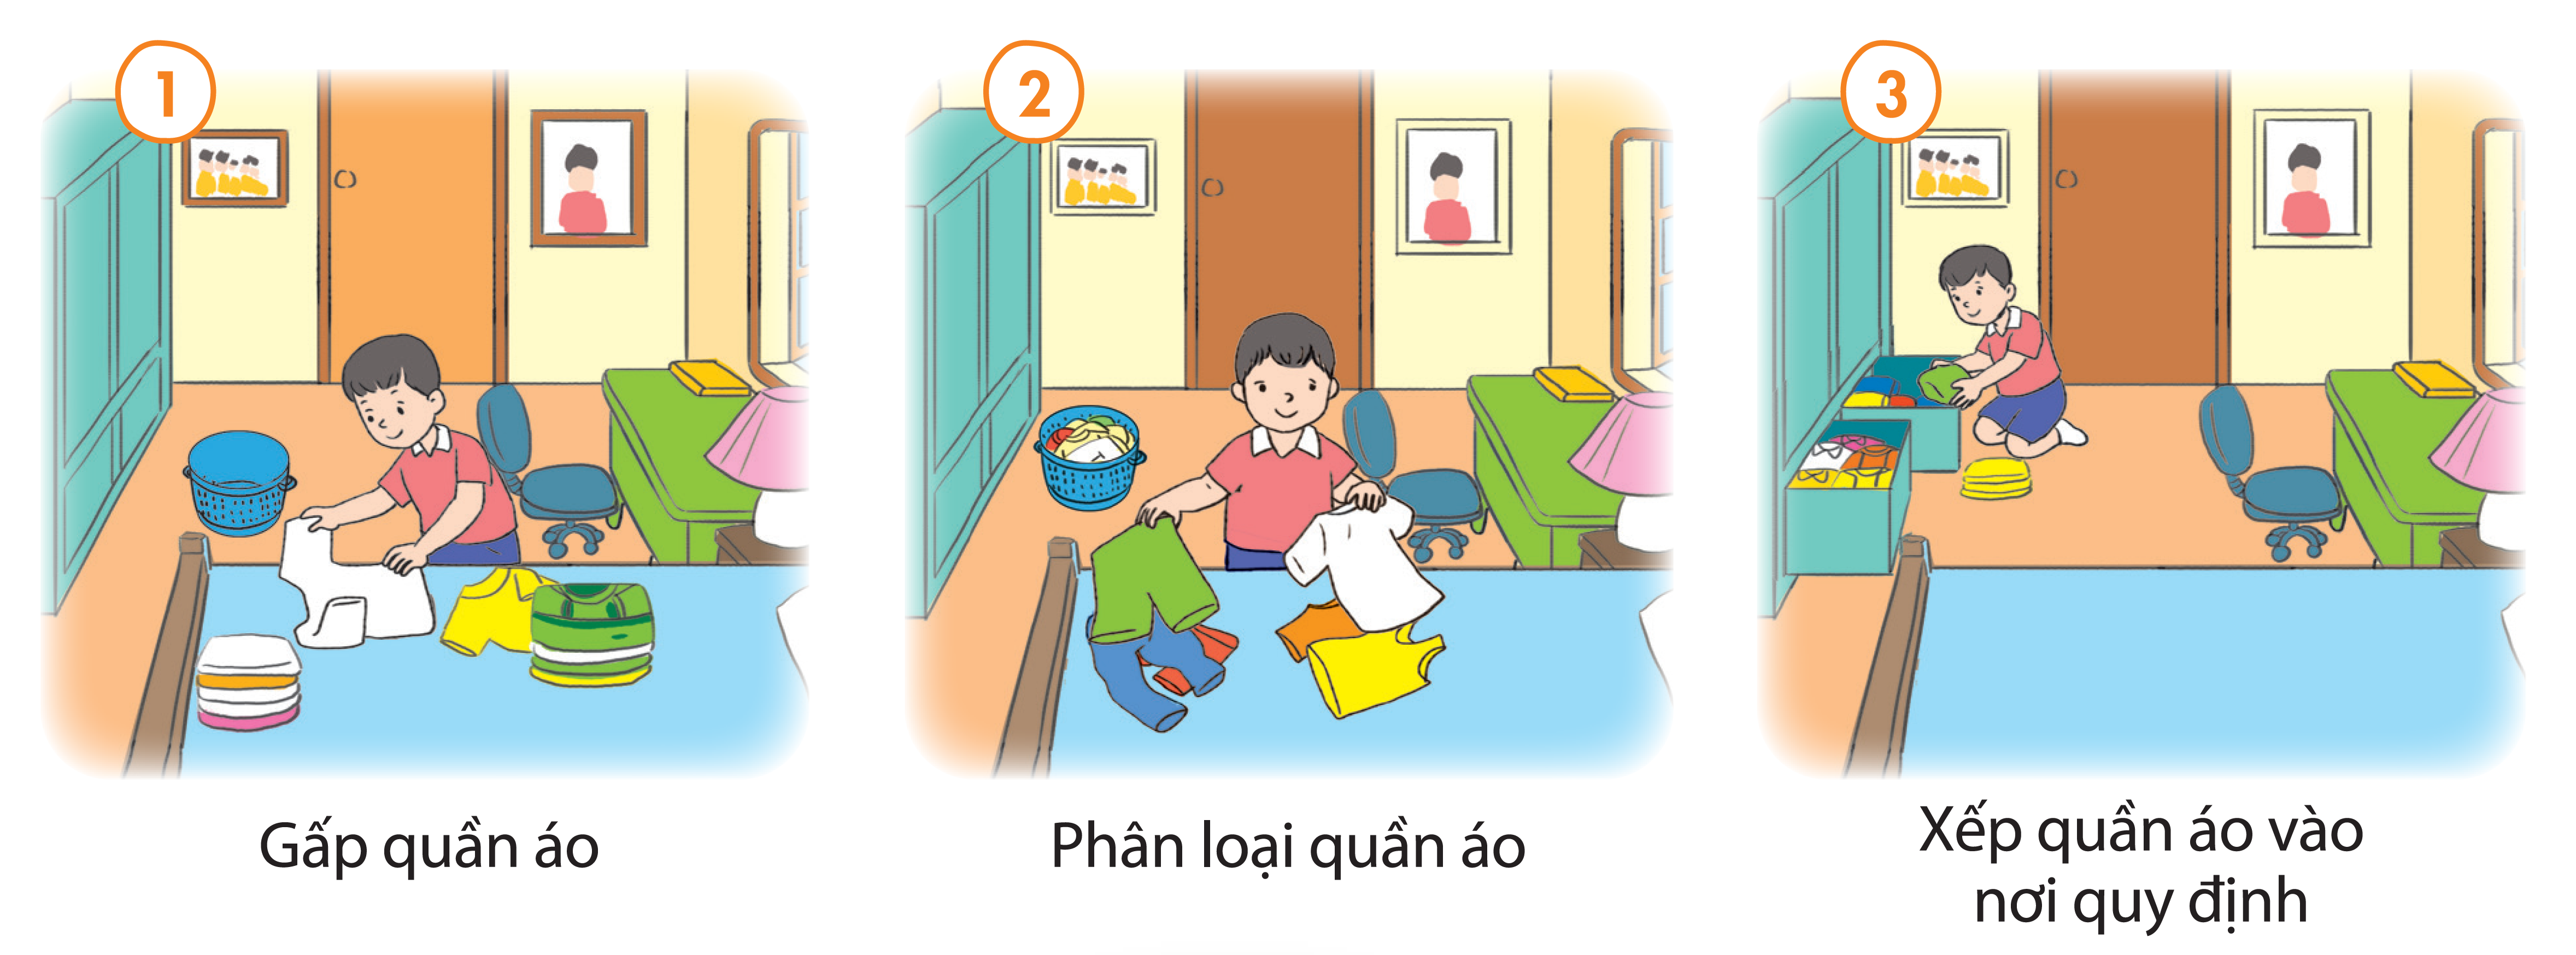 1
2
3
Gấp quần áo
Phân loại quần áo
Xếp quần áo vào
nơi quy định